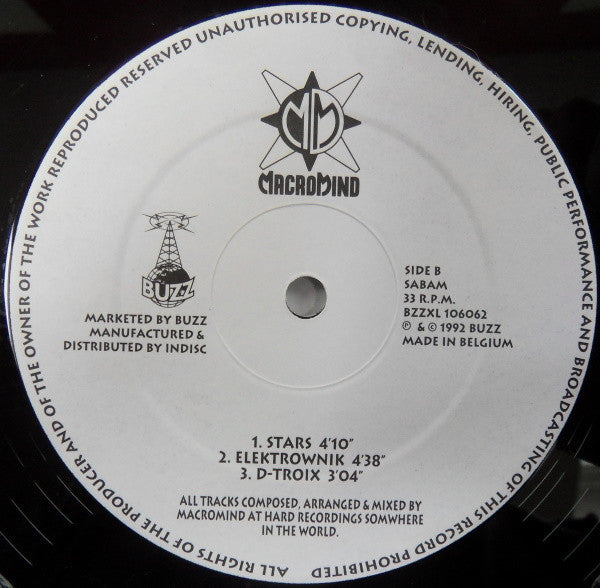 ALL RIGHTS OF THE PRODUCER AND OF THE OWNER OF THE WORK REPRODUCED RESERVED UNAUTHORISED COPYING, LENDING, HIRING, PUBLIC PERFORMANCE AND BROADCASTING OF THIS RECORD PROHIBITED
MM
MACROMIND
BUZZ
MARKETED BY BUZZ
MANUFACTURED &
DISTRIBUTED BY INDISC
SIDE B
SABAM
33 R.P.M.
BZZXL 106062
℗ & © 1992 BUZZ
MADE IN BELGIUM
1. STARS 4'10"
2. ELEKTROWNIK 4'38"
3. D-TROIX 3'04"
ALL TRACKS COMPOSED, ARRANGED & MIXED BY
MACROMIND AT HARD RECORDINGS SOMWHERE
IN THE WORLD.